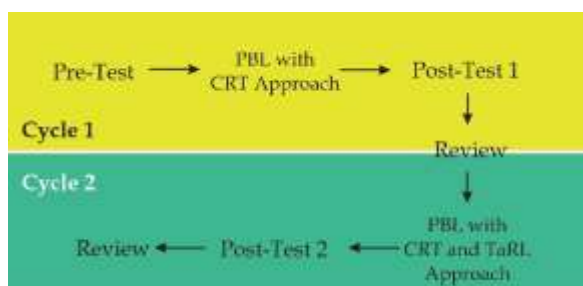 Pre-Test
PBL with
CRT Approach
Post-Test 1
Cycle 1
Review
Cycle 2
PBL with
CRT and TaRL
Approach
Post-Test 2
Review